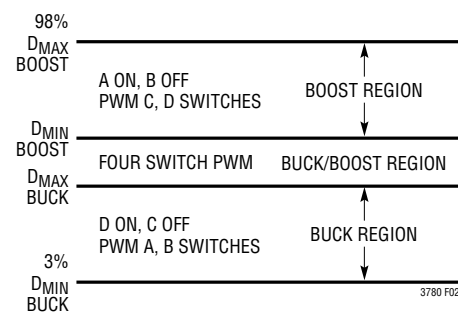 98%
DMAX
BOOST
A ON, B OFF
PWM C, D SWITCHES
BOOST REGION
DMIN
BOOST
FOUR SWITCH PWM
BUCK/BOOST REGION
DMAX
BUCK
D ON, C OFF
PWM A, B SWITCHES
BUCK REGION
3%
DMIN
BUCK
3780 F02